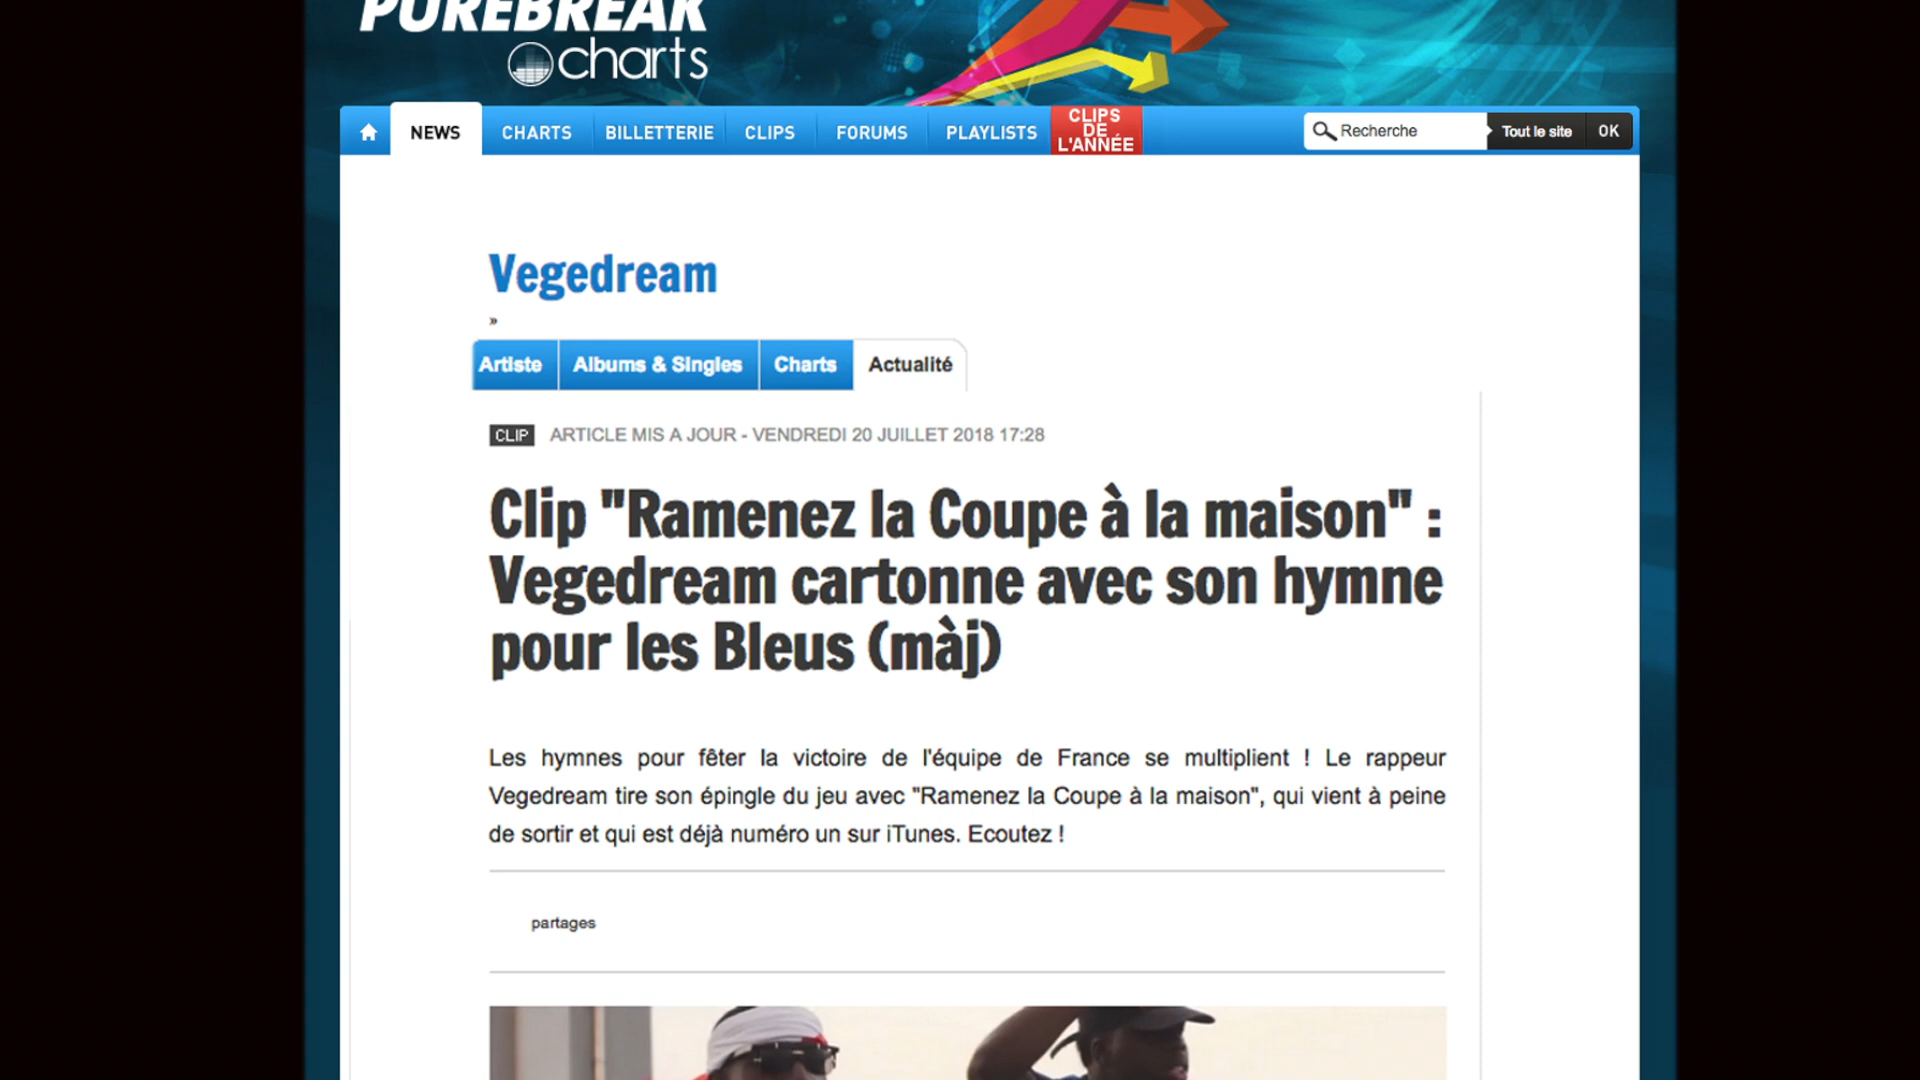 PUREBREAK
charts
NEWS
CHARTS
BILLETTERIE
CLIPS
FORUMS
PLAYLISTS
CLIPS
DE
L'ANNÉE
Recherche
Tout le site
OK
Vegedream
»
Artiste
Albums & Singles
Charts
Actualité
CLIP ARTICLE MIS A JOUR - VENDREDI 20 JUILLET 2018 17:28
Clip "Ramenez la Coupe à la maison" :
Vegedream cartonne avec son hymne
pour les Bleus (màj)
Les hymnes pour fêter la victoire de l'équipe de France se multiplient ! Le rappeur
Vegedream tire son épingle du jeu avec "Ramenez la Coupe à la maison", qui vient à peine
de sortir et qui est déjà numéro un sur iTunes. Ecoutez !
partages